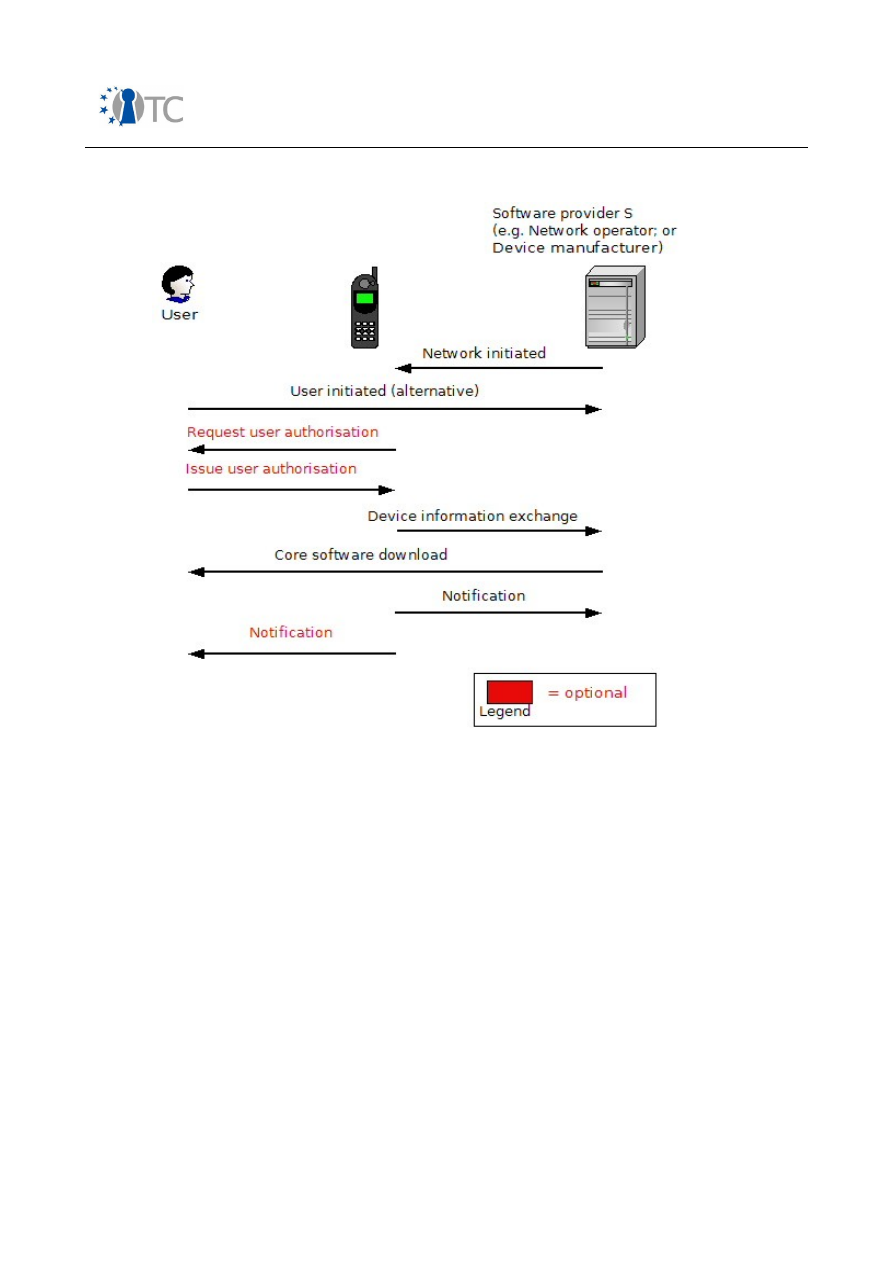 TC
Software provider S
(e.g. Network operator; or
Device manufacturer)
User
Network initiated
User initiated (alternative)
Request user authorisation
Issue user authorisation
Device information exchange
Core software download
Notification
Notification
= optional
Legend